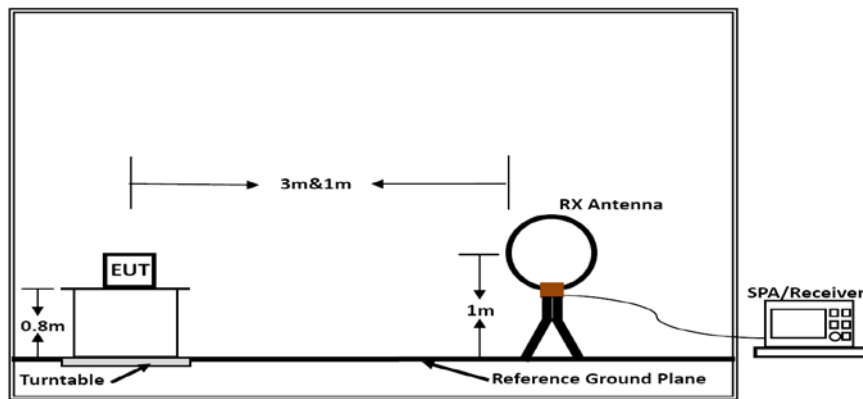 3m&1m
RX Antenna
EUT
SPA/Receiver
0.8m
1m
Turntable
Reference Ground Plane